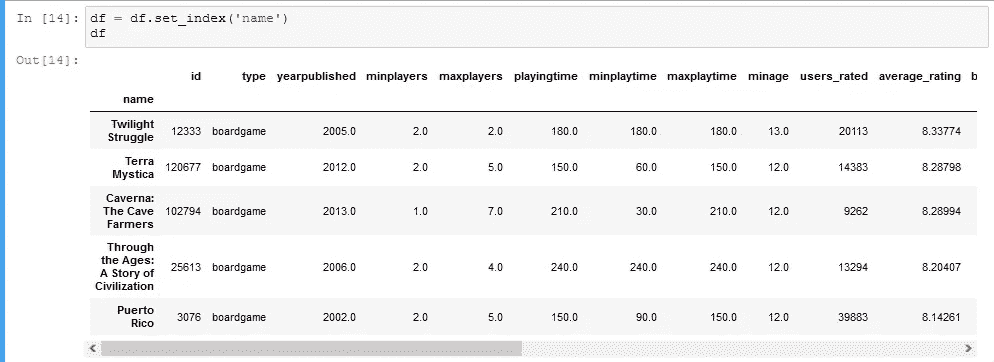 In [14]: df = df.set_index('name')
df
Out[14]:
id type yearpublished minplayers maxplayers playingtime minplaytime maxplaytime minage users_rated average_rating b
name
Twilight
Struggle 12333 boardgame 2005.0 2.0 2.0 180.0 180.0 180.0 13.0 20113 8.33774
Terra
Mystica 120677 boardgame 2012.0 2.0 5.0 150.0 60.0 150.0 12.0 14383 8.28798
Caverna:
The Cave 102794 boardgame 2013.0 1.0 7.0 210.0 30.0 210.0 12.0 9262 8.28994
Farmers
Through
the Ages:
A Story of 25613 boardgame 2006.0 2.0 4.0 240.0 240.0 240.0 12.0 13294 8.20407
Civilization
Puerto
Rico 3076 boardgame 2002.0 2.0 5.0 150.0 90.0 150.0 12.0 39883 8.14261